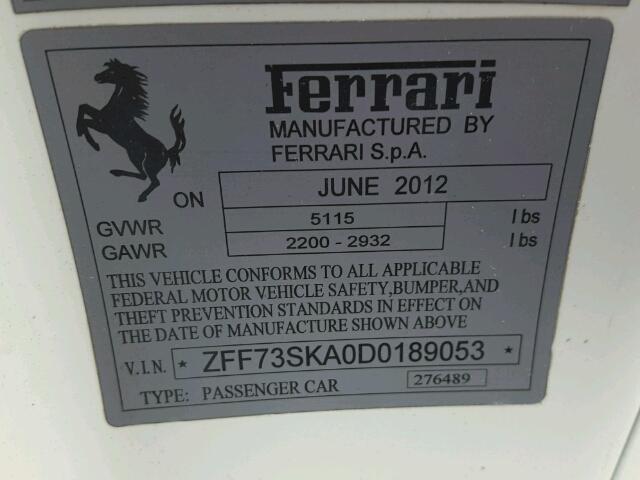 Ferrari
MANUFACTURED BY
FERRARI S.p.A.
ON JUNE 2012
GVWR 5115 lbs
GAWR 2200 - 2932 lbs
THIS VEHICLE CONFORMS TO ALL APPLICABLE
FEDERAL MOTOR VEHICLE SAFETY,BUMPER,AND
THEFT PREVENTION STANDARDS IN EFFECT ON
THE DATE OF MANUFACTURE SHOWN ABOVE
V.I.N. ★ ZFF73SKA0D0189053 ★
TYPE: PASSENGER CAR 276489